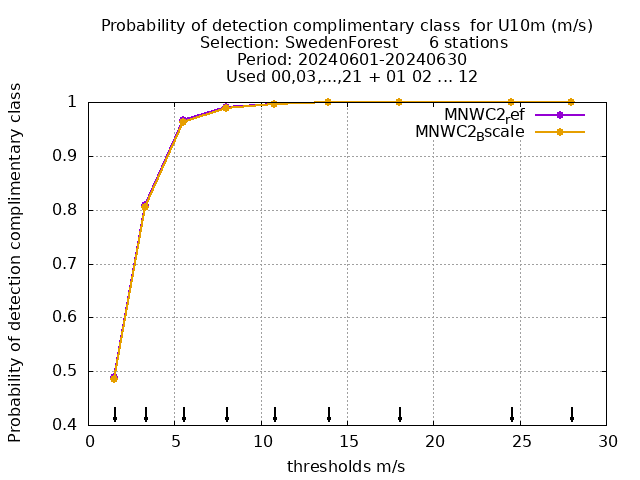 Probability of detection complimentary class for U10m (m/s)
Selection: SwedenForest 6 stations
Period: 20240601-20240630
Used 00,03,...,21 + 01 02 ... 12
MNWC2ref
MNWC2Bscale
Probability of detection complimentary class
1
0.9
0.8
0.7
0.6
0.5
0.4
0 5 10 15 20 25 30
thresholds m/s